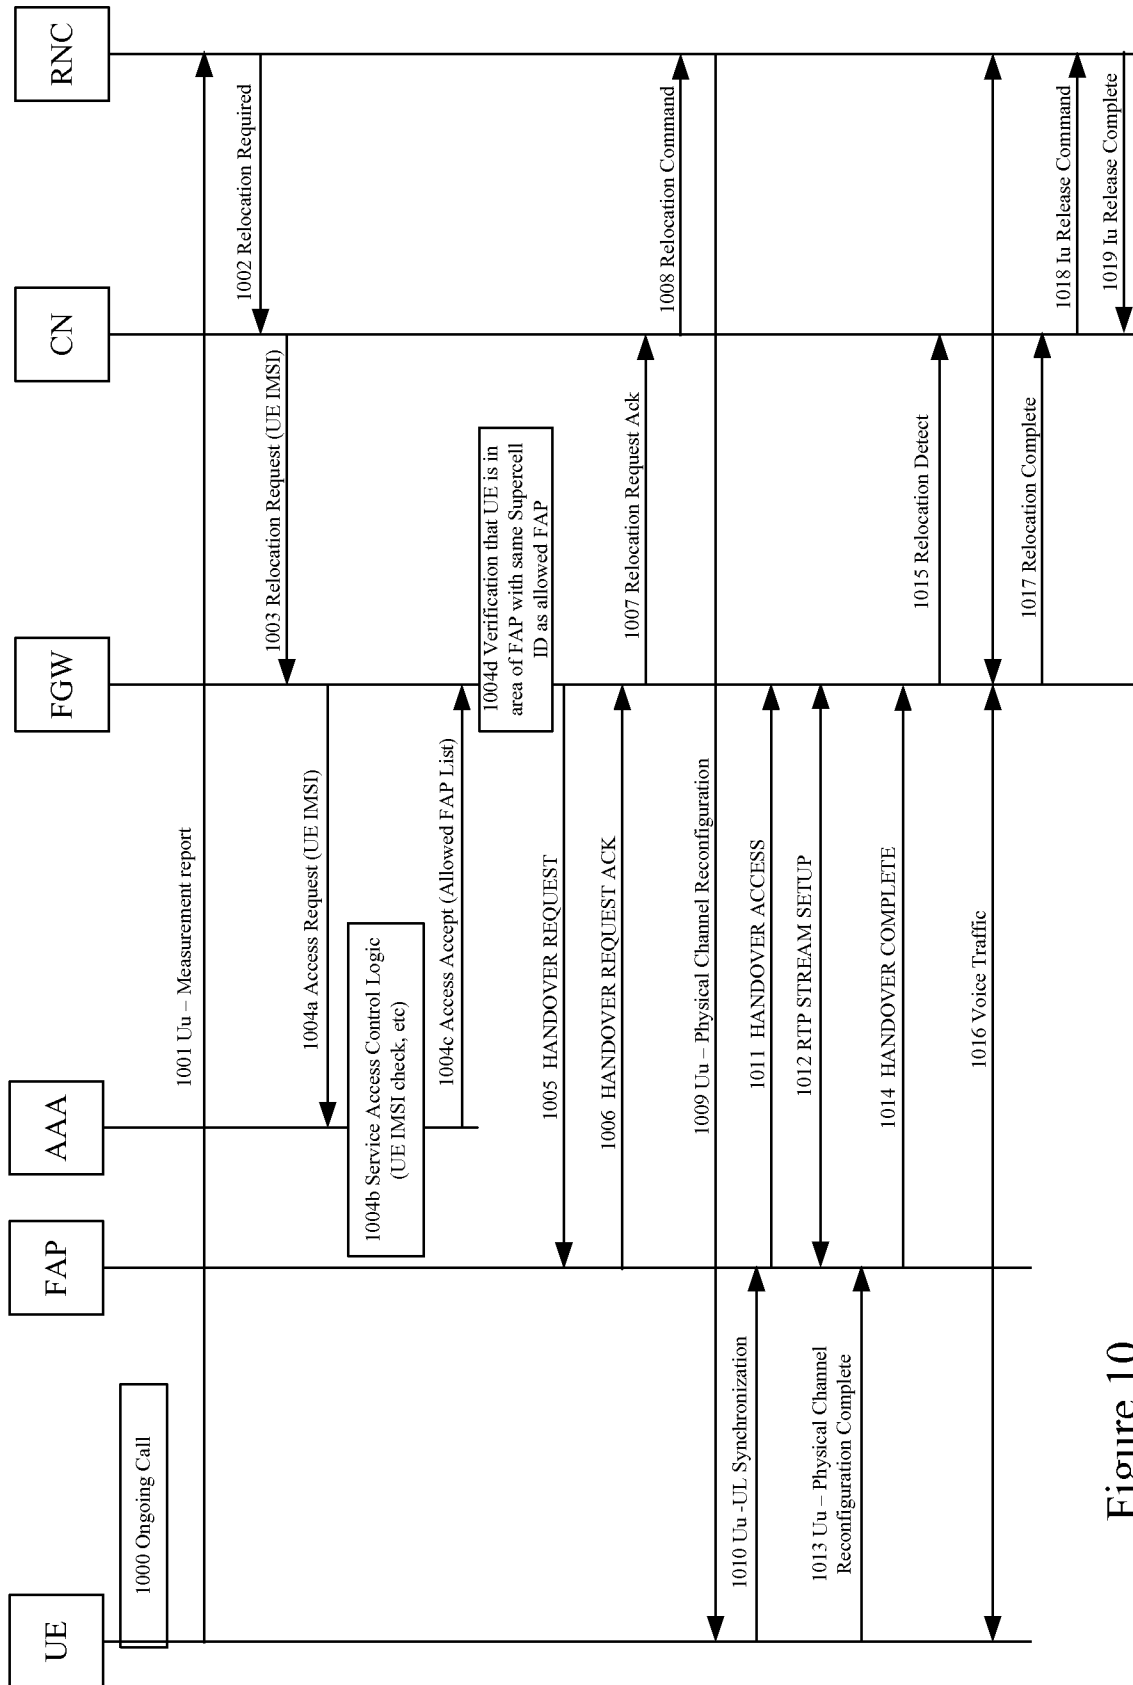 UE
FAP
AAA
FGW
CN
RNC
1000 Ongoing Call
1001 Uu – Measurement report
1002 Relocation Required
1003 Relocation Request (UE IMSI)
1004a Access Request (UE IMSI)
1004b Service Access Control Logic
(UE IMSI check, etc)
1004c Access Accept (Allowed FAP List)
1004d Verification that UE is in
area of FAP with same Supercell
ID as allowed FAP
1005 HANDOVER REQUEST
1006 HANDOVER REQUEST ACK
1007 Relocation Request Ack
1008 Relocation Command
1009 Uu – Physical Channel Reconfiguration
1010 Uu -UL Synchronization
1011 HANDOVER ACCESS
1012 RTP STREAM SETUP
1013 Uu – Physical Channel
Reconfiguration Complete
1014 HANDOVER COMPLETE
1015 Relocation Detect
1016 Voice Traffic
1017 Relocation Complete
1018 Iu Release Command
1019 Iu Release Complete
Figure 10